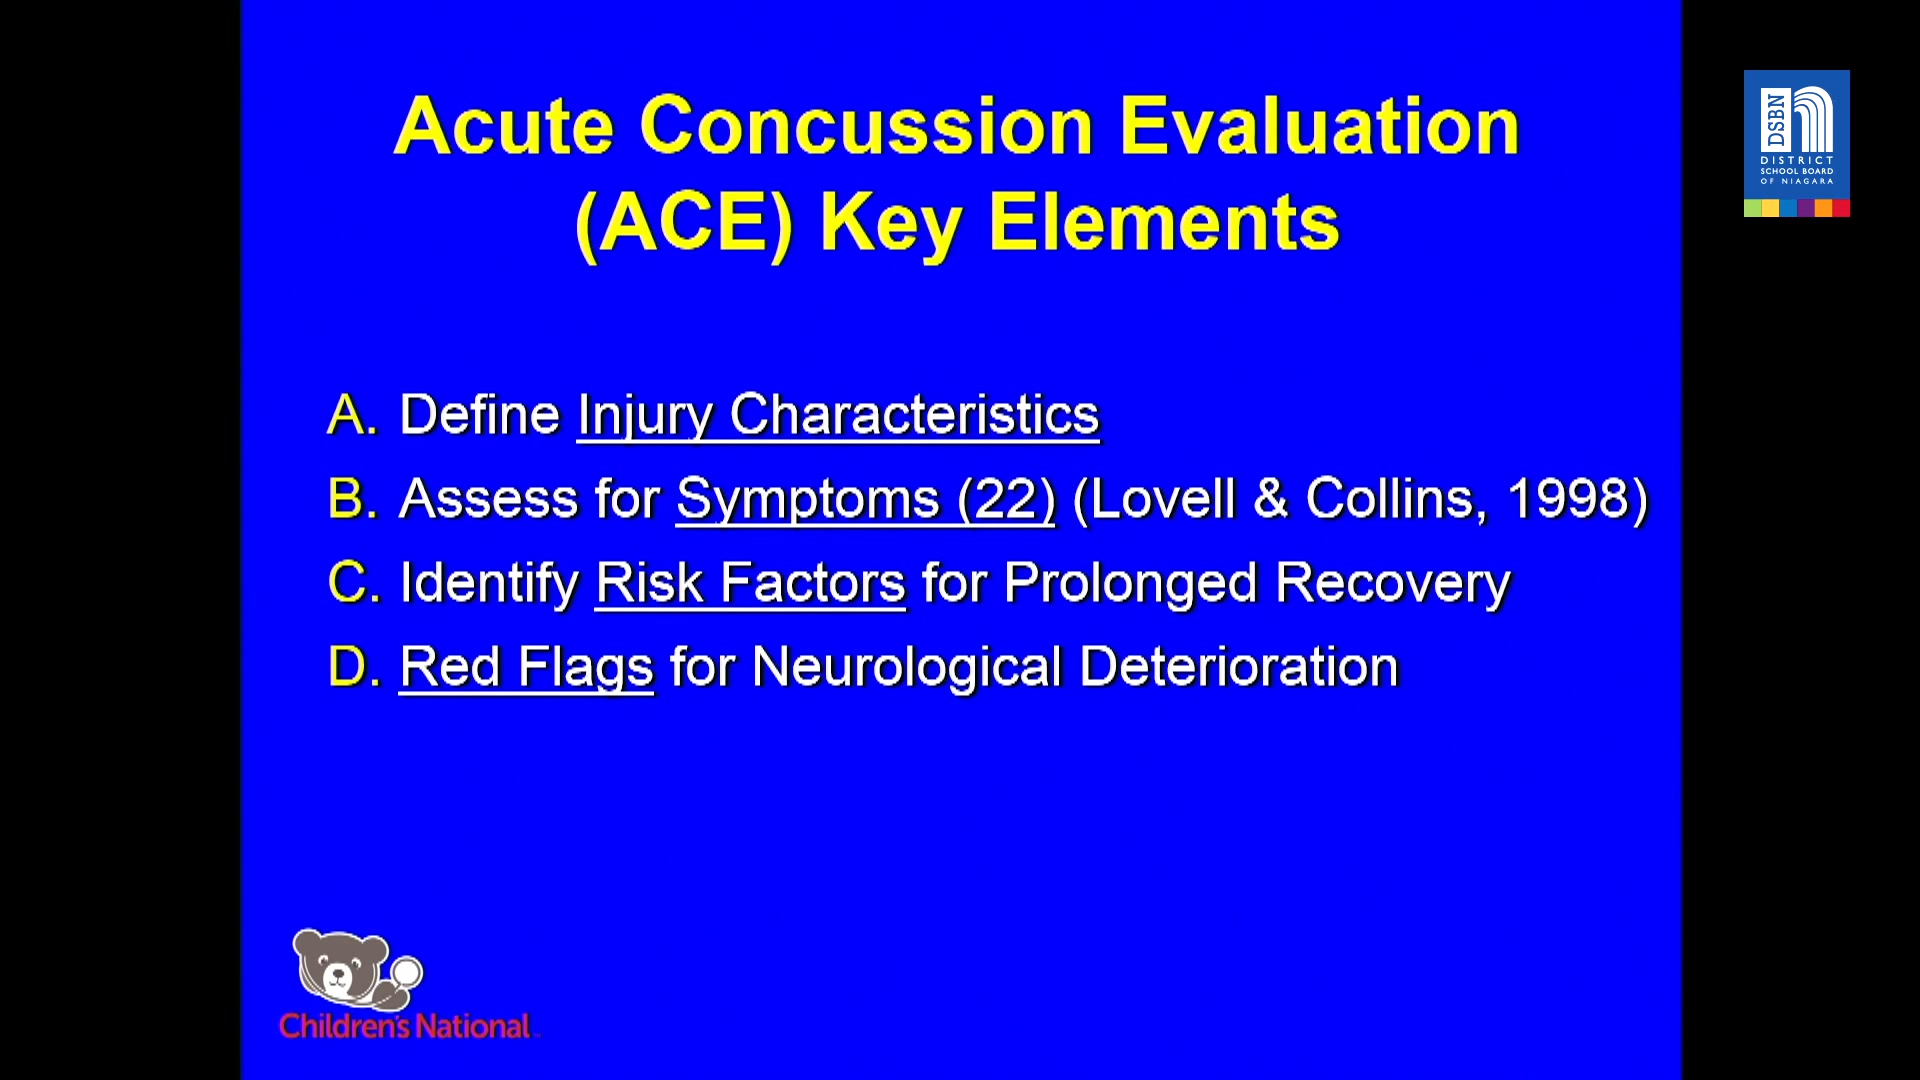 Acute Concussion Evaluation
(ACE) Key Elements
A. Define Injury Characteristics
B. Assess for Symptoms (22) (Lovell & Collins, 1998)
C. Identify Risk Factors for Prolonged Recovery
D. Red Flags for Neurological Deterioration
Children's National
DSBN
DISTRICT
SCHOOL BOARD
OF NIAGARA